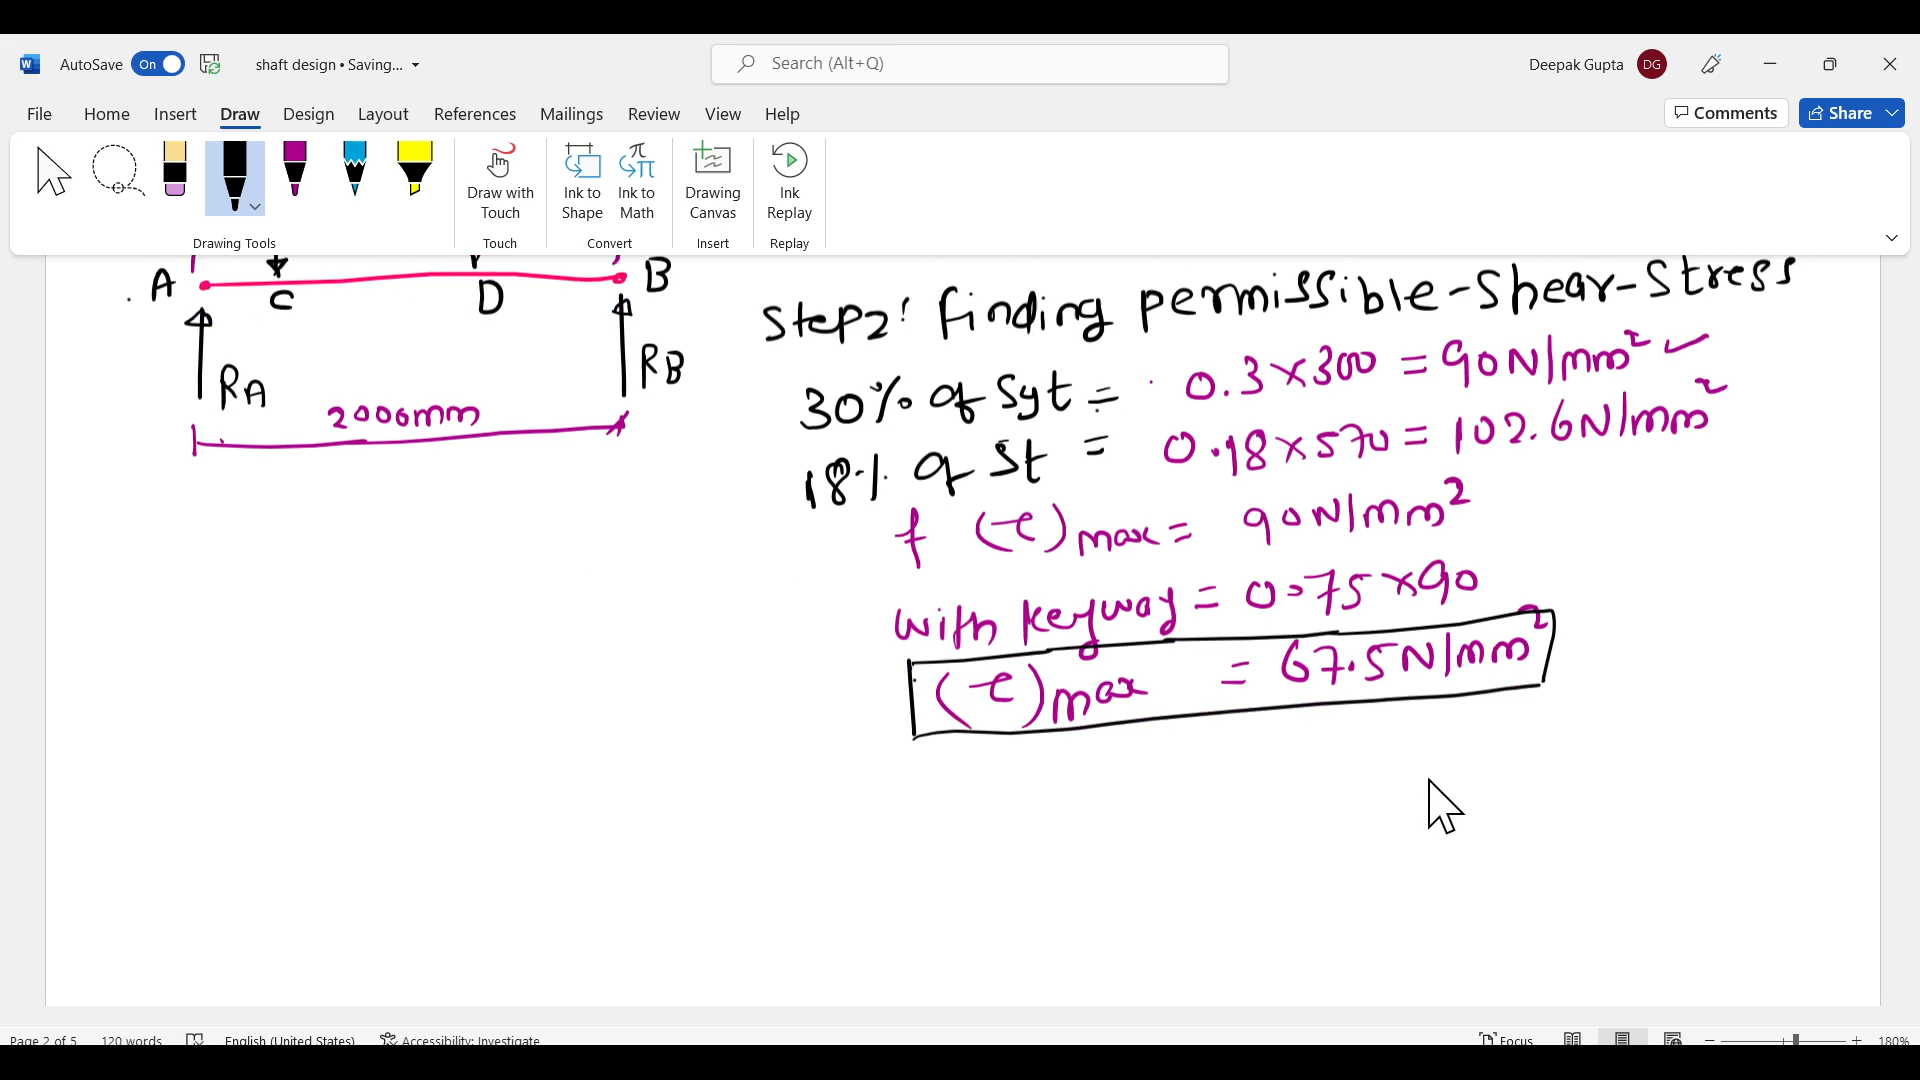 AutoSave On shaft design • Saving... Search (Alt+Q) Deepak Gupta DG
File Home Insert Draw Design Layout References Mailings Review View Help Comments Share
Draw with Touch
Ink to Shape
Ink to Math
Drawing Canvas
Ink Replay
Drawing Tools Touch Convert Insert Replay
A C D B
RA RB
2000mm
Step2: Finding permissible-Shear-Stress
30% of Syt = 0.3×300 = 90N/mm²
18% of St = 0.18×570 = 102.6N/mm²
(τ)max = 90N/mm²
with keyway = 0.75×90
(τ)max = 67.5N/mm²
Page 2 of 5 120 words English (United States) Accessibility: Investigate Focus 180%